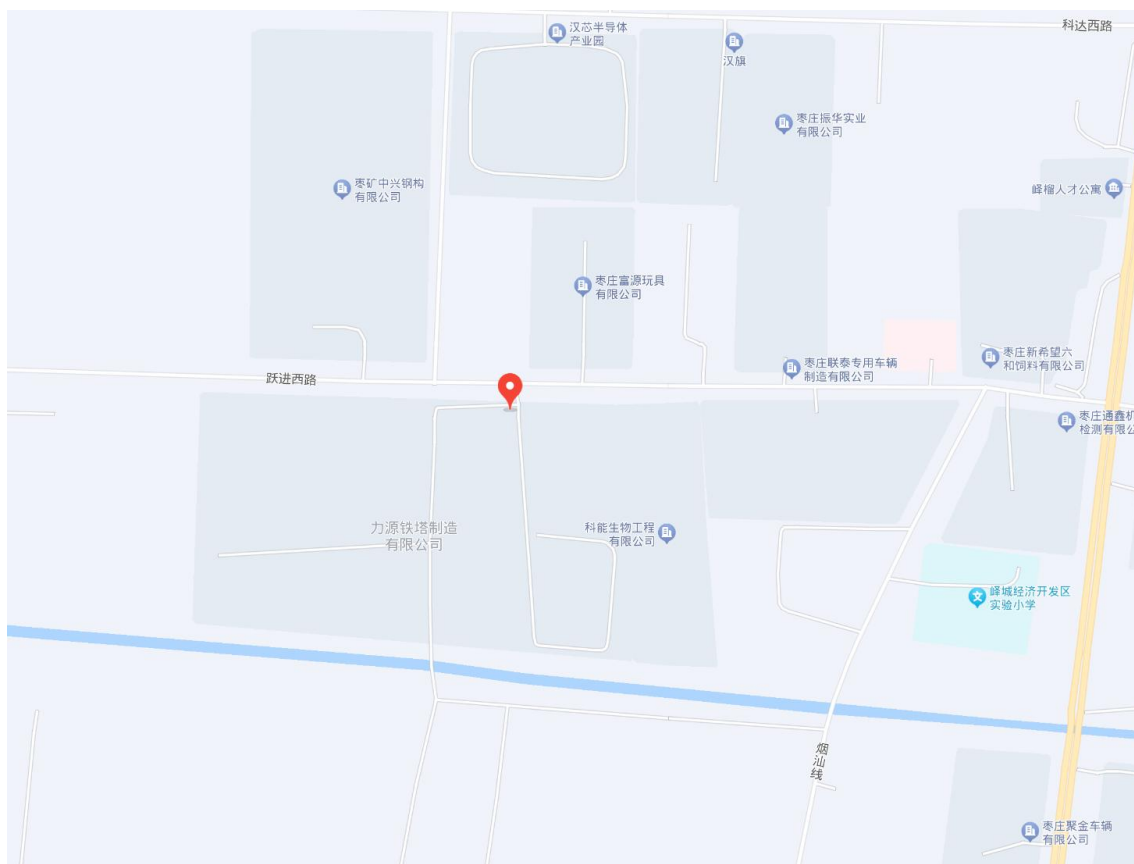 科达西路
汉芯半导体
产业园
汉旗
枣庄振华实业
有限公司
枣矿中兴钢构
有限公司
峄榴人才公寓
枣庄富源玩具
有限公司
枣庄联泰专用车辆
制造有限公司
枣庄新希望六
和饲料有限公司
跃进西路
枣庄通鑫机
检测有限公
力源铁塔制造
有限公司
科能生物工程
有限公司
文
峄城经济开发区
实验小学
烟汕线
枣庄聚金车辆
有限公司